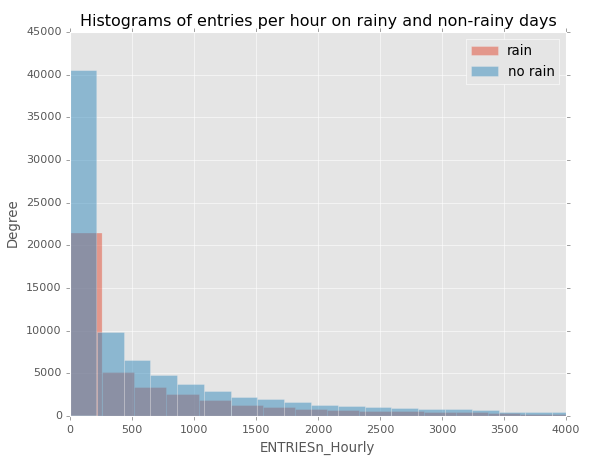 Histograms of entries per hour on rainy and non-rainy days
45000
40000
35000
30000
25000
20000
15000
10000
5000
0
Degree
rain
no rain
0 500 1000 1500 2000 2500 3000 3500 4000
ENTRIESn_Hourly